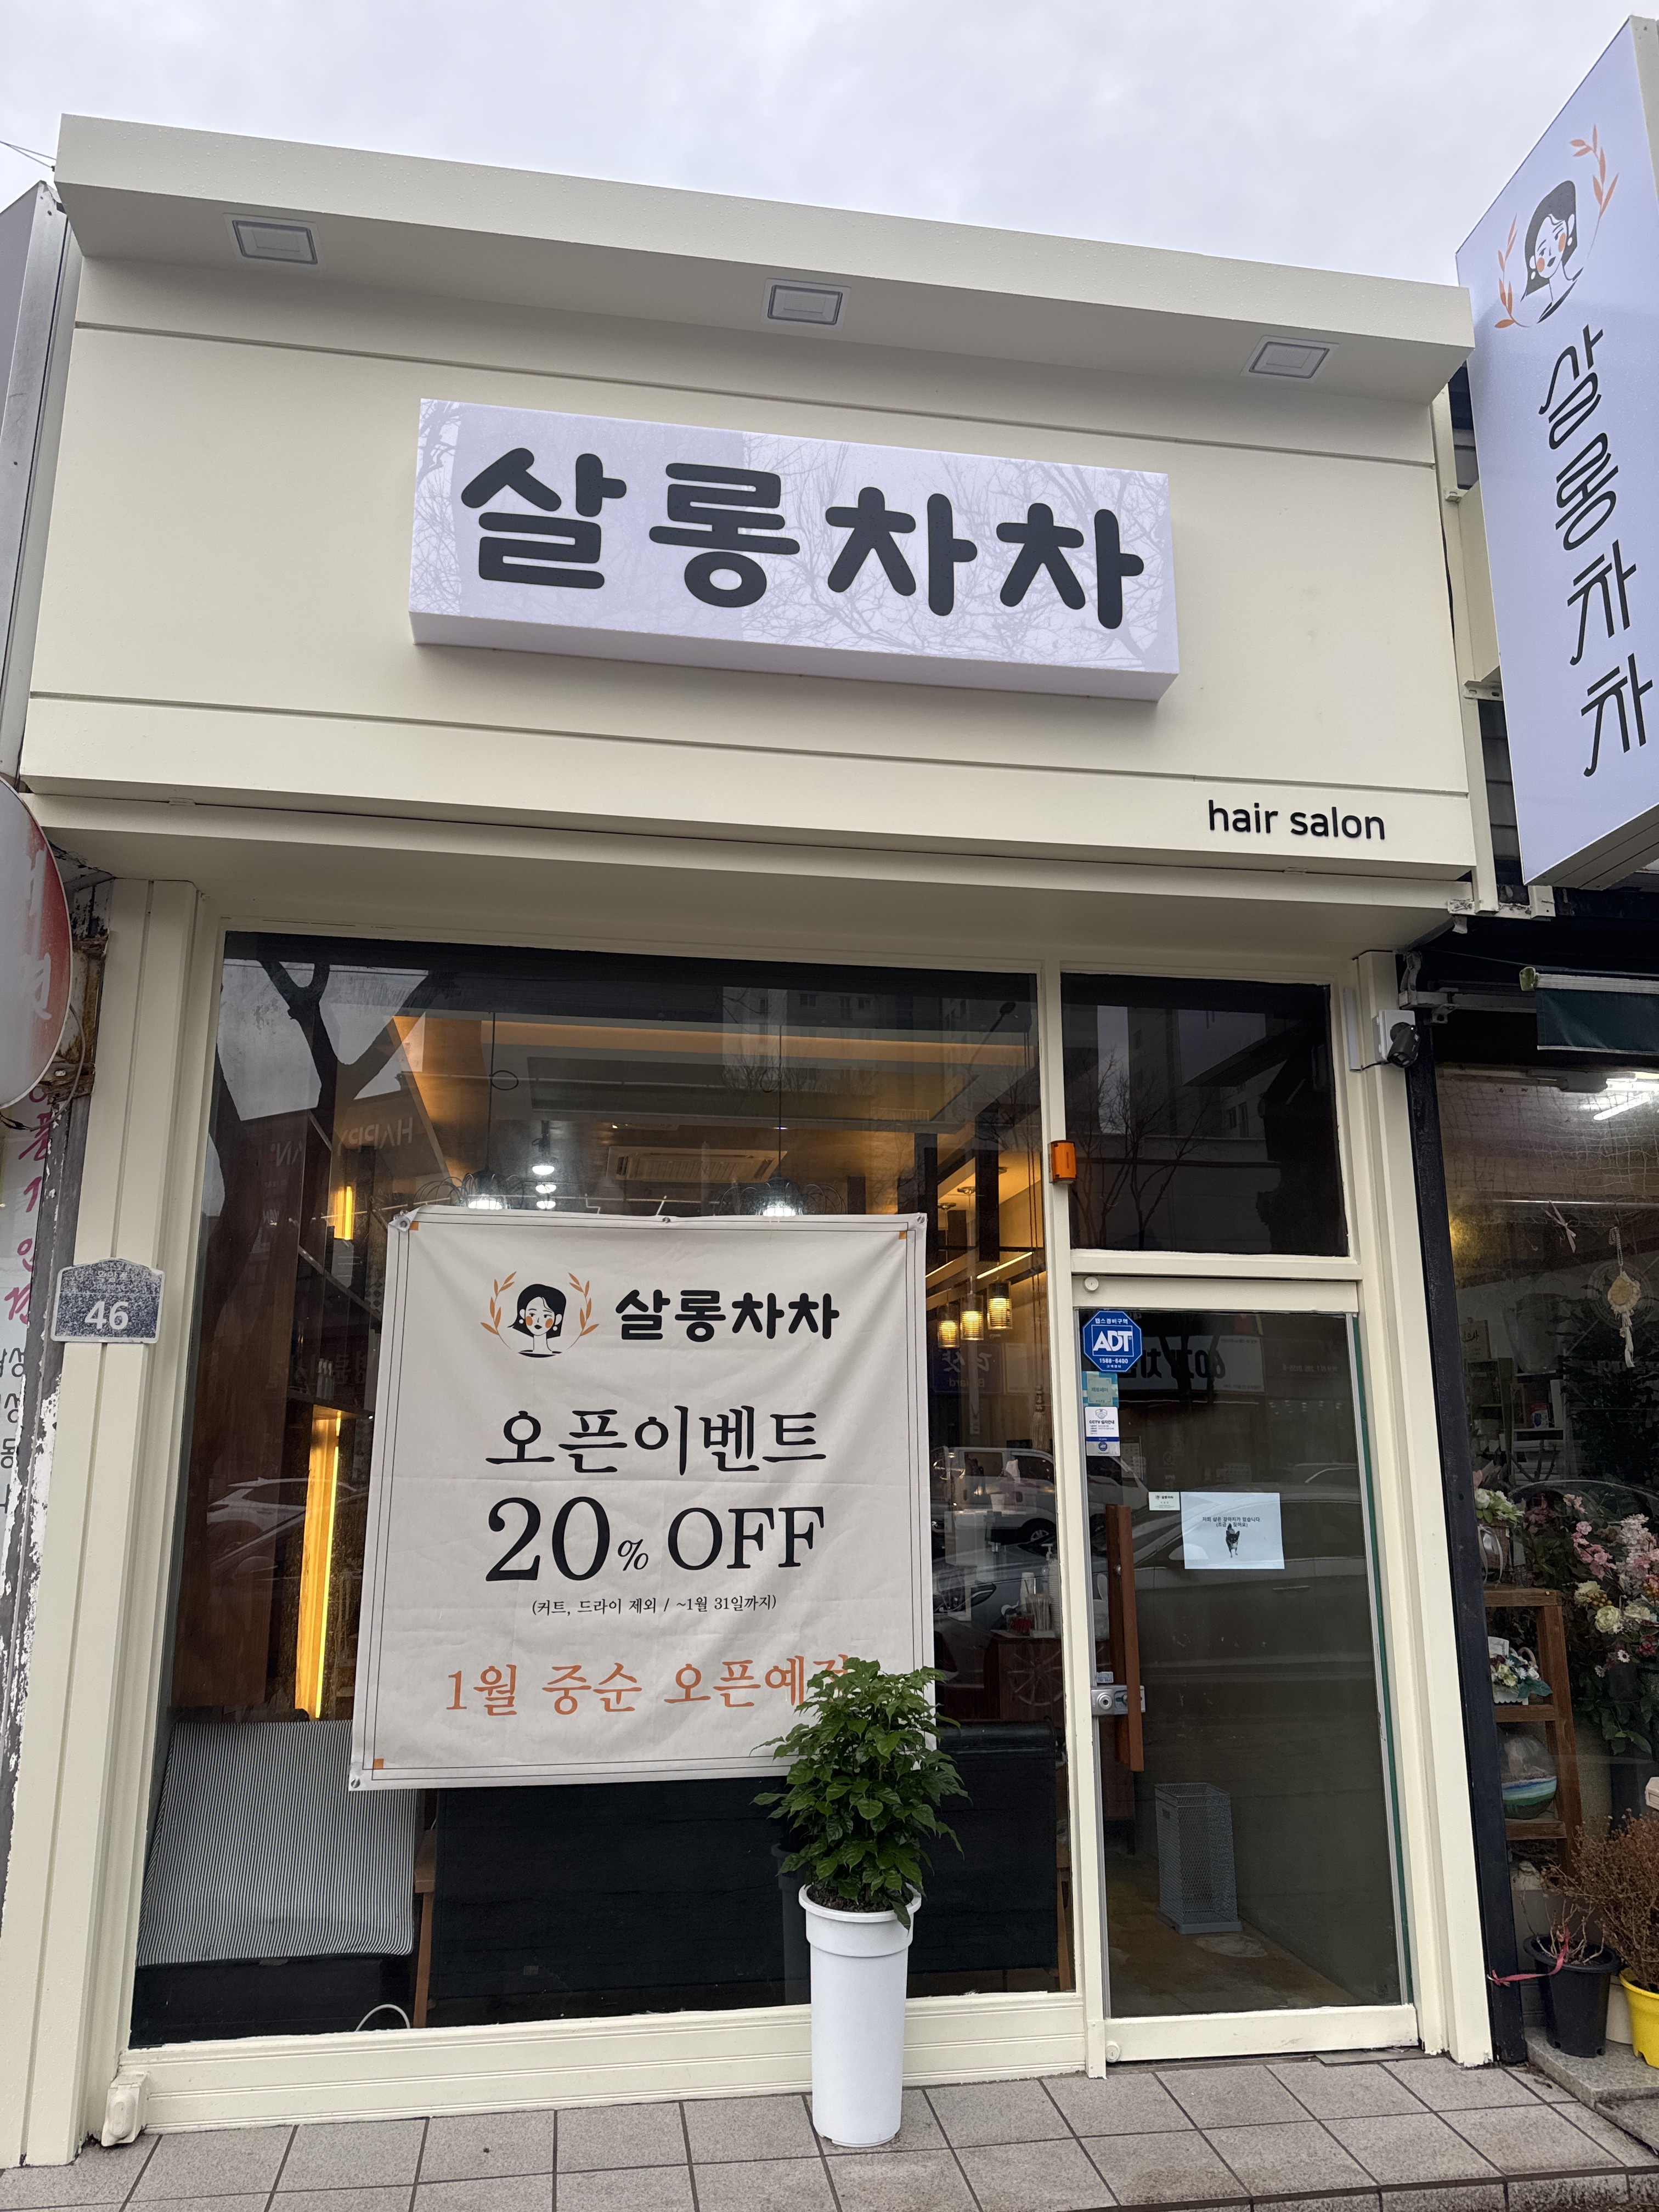 살롱차차
살롱차차
hair salon
살롱차차
오픈이벤트
20% OFF
(커트, 드라이 제외 / ~1월 31일까지)
1월 중순 오픈예정
46
ADT
1588-6400